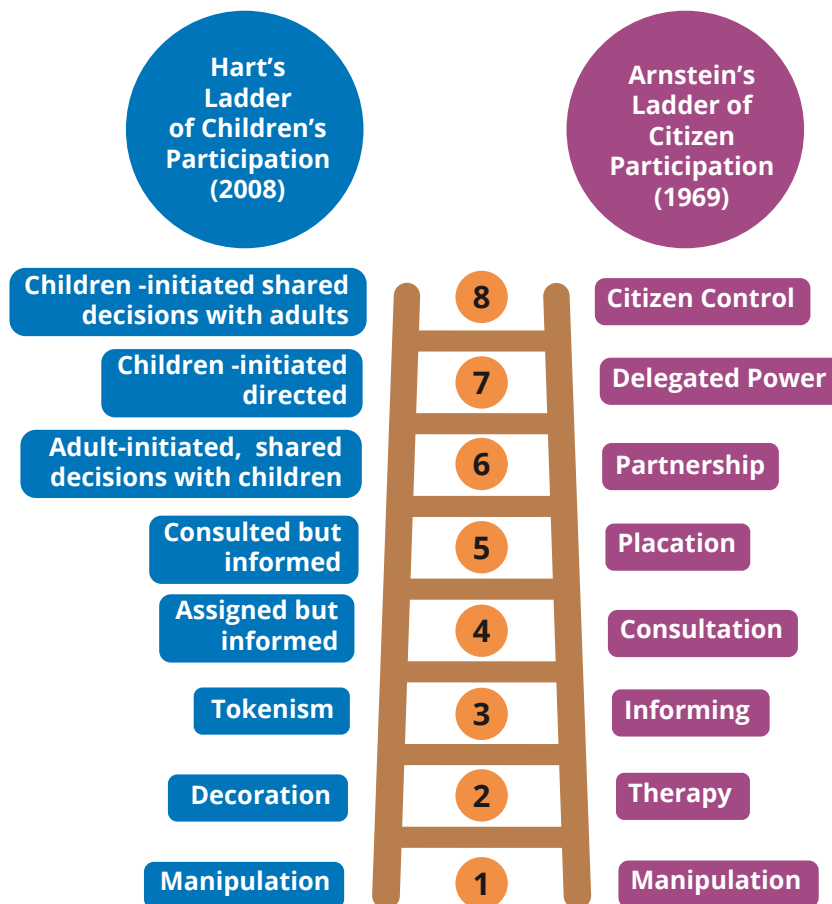 Hart's
Ladder
of Children's
Participation
(2008)
Arnstein's
Ladder of
Citizen
Participation
(1969)
Children -initiated shared
decisions with adults
8
Citizen Control
Children -initiated
directed
7
Delegated Power
Adult-initiated, shared
decisions with children
6
Partnership
Consulted but
informed
5
Placation
Assigned but
informed
4
Consultation
Tokenism
3
Informing
Decoration
2
Therapy
Manipulation
1
Manipulation